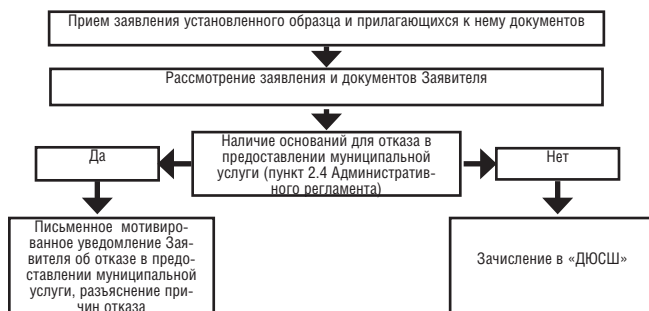 Прием заявления установленного образца и прилагающихся к нему документов
Рассмотрение заявления и документов Заявителя
Наличие оснований для отказа в
предоставлении муниципальной
услуги (пункт 2.4 Административ-
ного регламента)
Да
Нет
Письменное мотивиро-
ванное уведомление Зая-
вителя об отказе в предо-
ставлении муниципальной
услуги, разъяснение при-
чин отказа
Зачисление в «ДЮСШ»